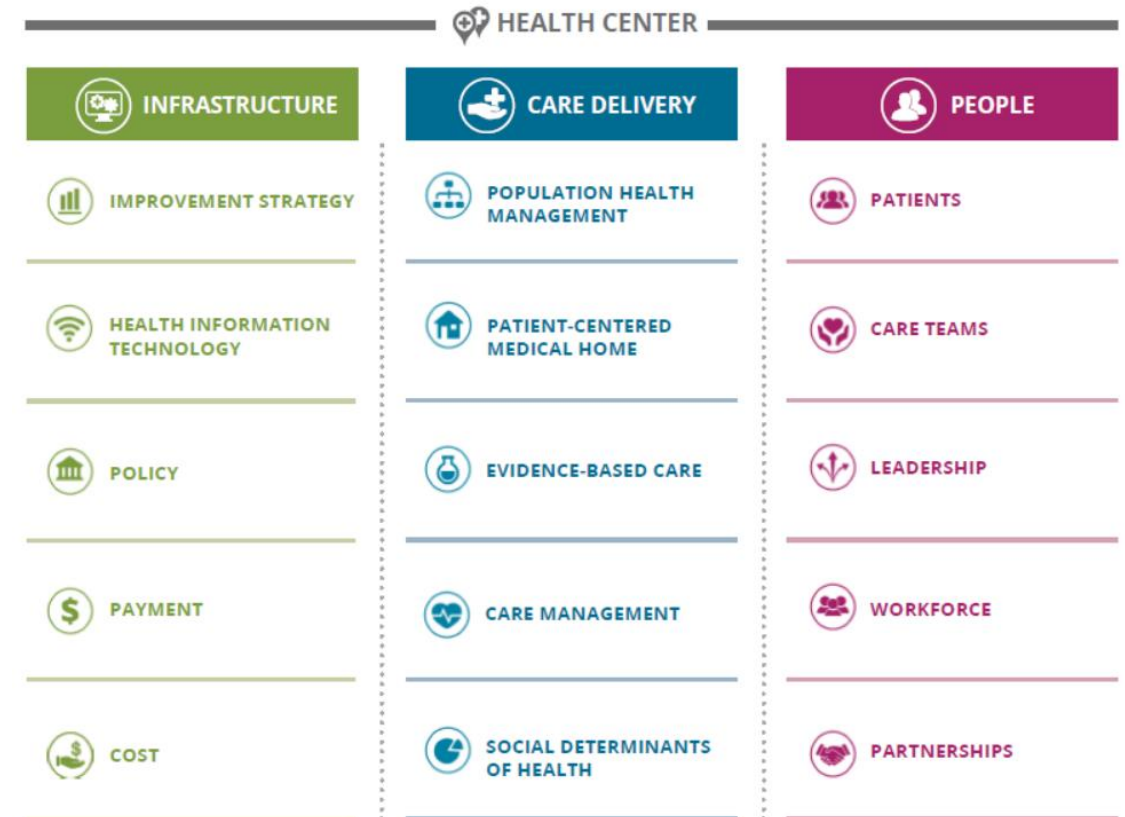 HEALTH CENTER
INFRASTRUCTURE
IMPROVEMENT STRATEGY
HEALTH INFORMATION
TECHNOLOGY
POLICY
$ PAYMENT
$
COST
CARE DELIVERY
POPULATION HEALTH
MANAGEMENT
PATIENT-CENTERED
MEDICAL HOME
EVIDENCE-BASED CARE
CARE MANAGEMENT
SOCIAL DETERMINANTS
OF HEALTH
PEOPLE
PATIENTS
CARE TEAMS
LEADERSHIP
WORKFORCE
PARTNERSHIPS